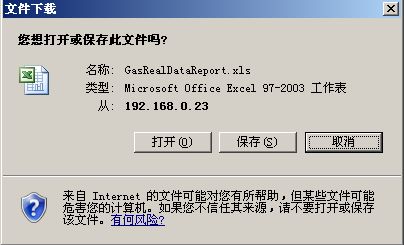 文件下载
您想打开或保存此文件吗?
名称: GasRealDataReport.xls
类型: Microsoft Office Excel 97-2003 工作表
从: 192.168.0.23
打开(O) 保存(S) 取消
来自 Internet 的文件可能对您有所帮助，但某些文件可能
危害您的计算机。如果您不信任其来源，请不要打开或保存
该文件。有何风险?